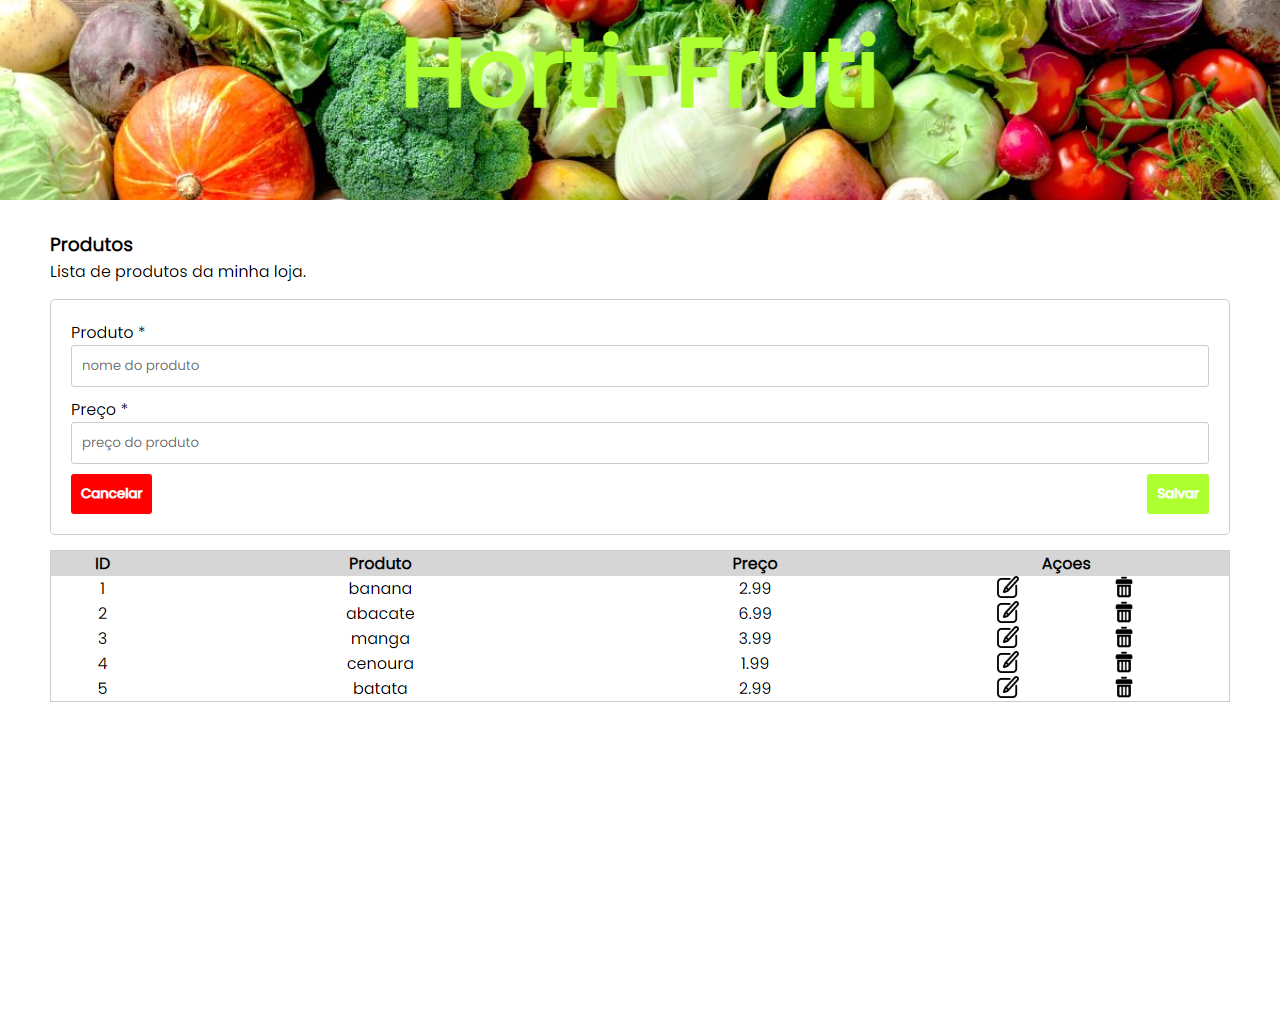 Horti-Fruti
Produtos
Lista de produtos da minha loja.
Produto *
nome do produto
Preço *
preço do produto
Cancelar Salvar
ID Produto Preço Açoes
1 banana 2.99
2 abacate 6.99
3 manga 3.99
4 cenoura 1.99
5 batata 2.99